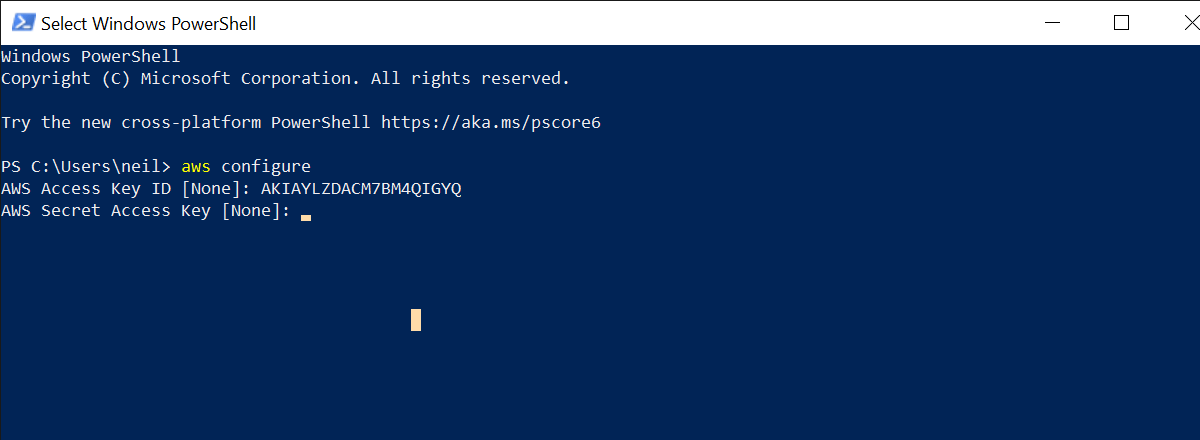 Select Windows PowerShell
Windows PowerShell
Copyright (C) Microsoft Corporation. All rights reserved.
Try the new cross-platform PowerShell https://aka.ms/pscore6
PS C:\Users\neil> aws configure
AWS Access Key ID [None]: AKIAYLZDACM7BM4QIGYQ
AWS Secret Access Key [None]: